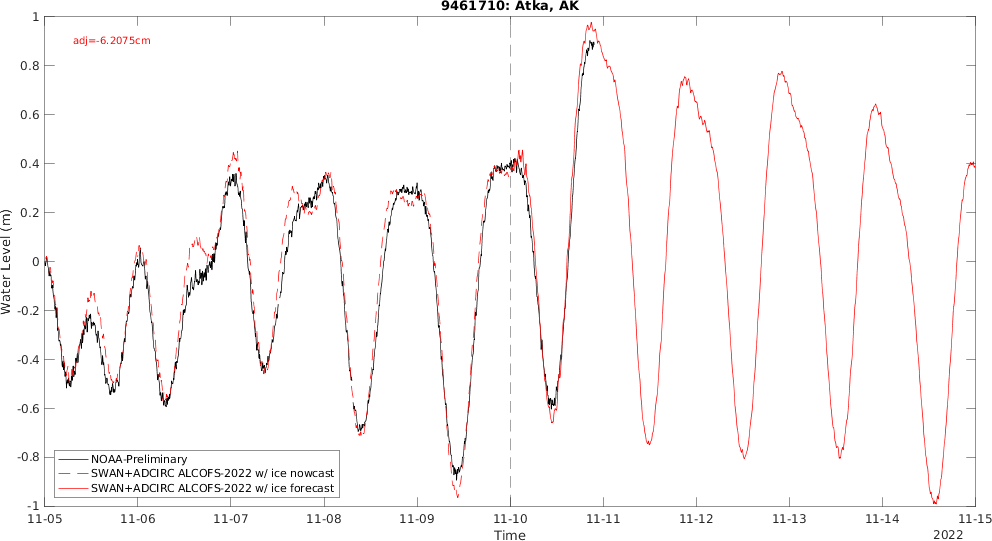 9461710: Atka, AK
adj=-6.2075cm
1
0.8
0.6
0.4
0.2
0
-0.2
-0.4
-0.6
-0.8
-1
Water Level (m)
NOAA-Preliminary
SWAN+ADCIRC ALCOFS-2022 w/ ice nowcast
SWAN+ADCIRC ALCOFS-2022 w/ ice forecast
11-05 11-06 11-07 11-08 11-09 11-10 11-11 11-12 11-13 11-14 11-15
Time
2022